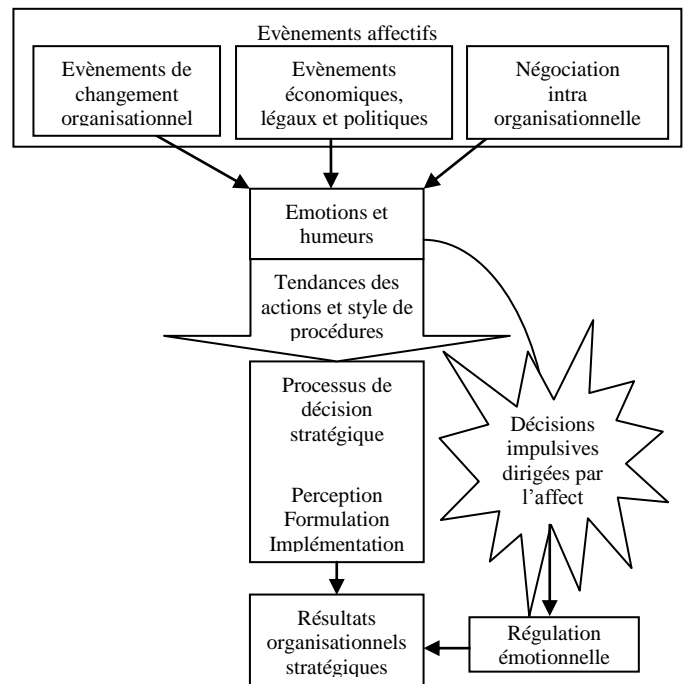 Evènements affectifs
Evènements de
changement
organisationnel
Evènements
économiques,
légaux et politiques
Négociation
intra
organisationnelle
Emotions et
humeurs
Tendances des
actions et style de
procédures
Processus de
décision
stratégique
Perception
Formulation
Implémentation
Décisions
impulsives
dirigées par
l’affect
Résultats
organisationnels
stratégiques
Régulation
émotionnelle